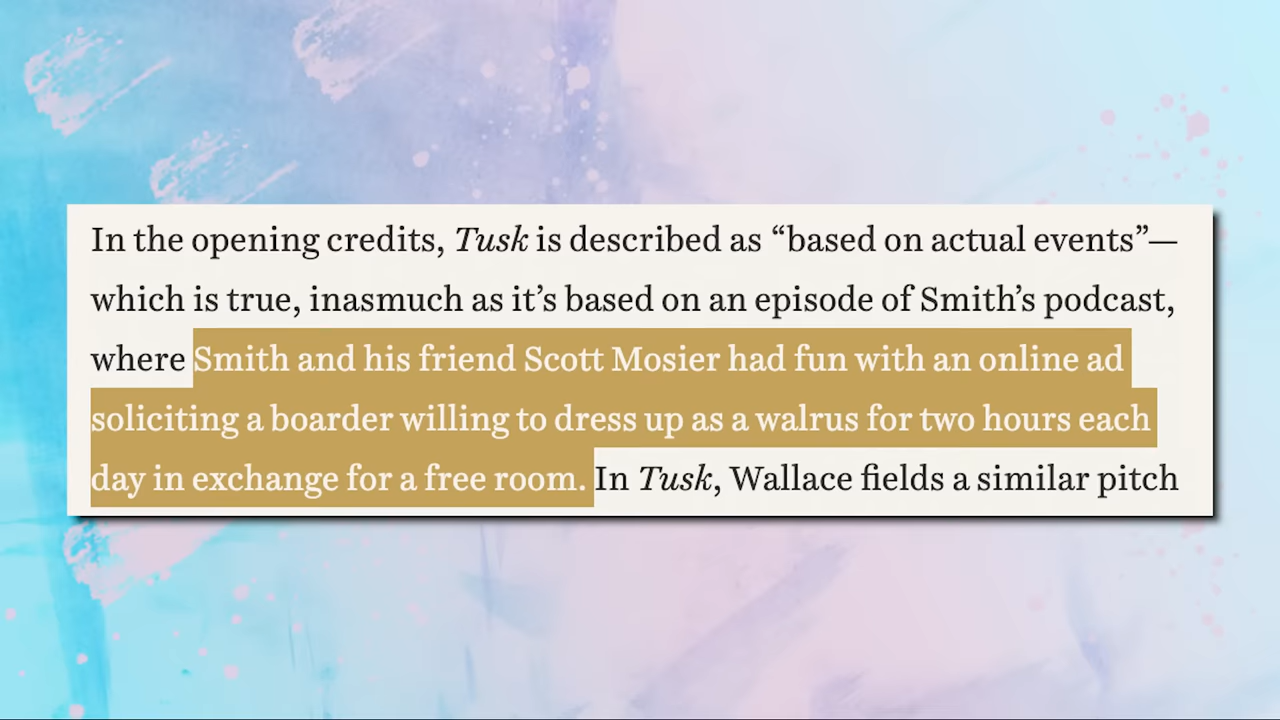 In the opening credits, Tusk is described as “based on actual events”—
which is true, inasmuch as it’s based on an episode of Smith’s podcast,
where Smith and his friend Scott Mosier had fun with an online ad
soliciting a boarder willing to dress up as a walrus for two hours each
day in exchange for a free room. In Tusk, Wallace fields a similar pitch